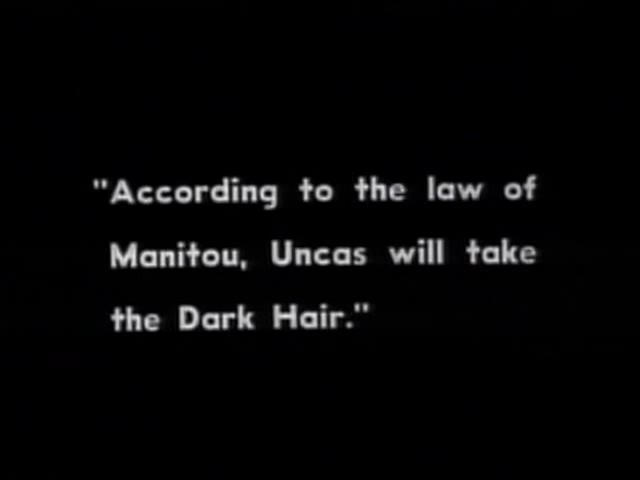 "According to the law of
Manitou, Uncas will take
the Dark Hair."